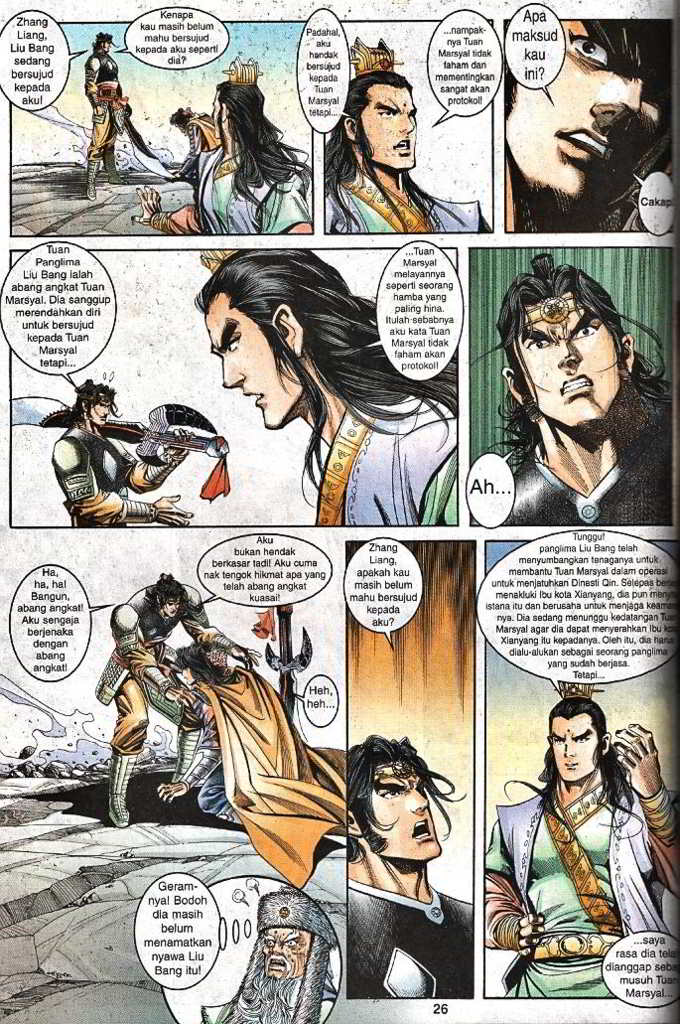 Zhang
Liang,
Liu Bang
sedang
bersujud
kepada
aku!
Kenapa
kau masih belum
mahu bersujud
kepada aku seperti
dia?
Padahal,
aku
hendak
bersujud
kepada
Tuan
Marsyal
tetapi...
...nampak-
nya Tuan
Marsyal tidak
faham dan
mementingkan
sangat akan
protokol!
Apa
maksud
kau
ini?
Cakap
Tuan
Panglima
Liu Bang ialah
abang angkat Tuan
Marsyal. Dia sanggup
merendahkan diri
untuk bersujud
kepada Tuan
Marsyal
tetapi...
...Tuan
Marsyal
melayannya
seperti seorang
hamba yang
paling hina.
Itulah sebabnya
aku kata Tuan
Marsyal tidak
faham akan
protokol!
Ah...
Ha,
ha, ha!
Bangun,
abang angkat!
Aku sengaja
berjenaka
dengan
abang
angkat!
Aku
bukan hendak
berkasar tadi! Aku cuma
nak tengok hikmat apa yang
telah abang angkat
kuasai!
Heh,
heh...
Geram-
nya! Bodoh
dia masih
belum
menamatkan
nyawa Liu
Bang itu!
Zhang
Liang,
apakah kau
masih belum
mahu bersujud
kepada
aku?
Tunggu!
panglima Liu Bang telah
menyumbangkan tenaganya untuk
membantu Tuan Marsyal dalam operasi
untuk menjatuhkan Dinesti Qin. Selepas
menakluki Ibu kota Xianyang, dia pun
istana itu dan berusaha untuk menjaga
nya. Dia sedang menunggu kedatangan Tuan
Marsyal agar dia dapat menyerahkan Ibu
Xianyang itu kepadanya. Oleh itu, dia
dialu-alukan sebagai seorang panglima
yang sudah berjasa.
Tetapi...
...saya
rasa dia
dianggap
musuh Tuan
Marsyal...
26